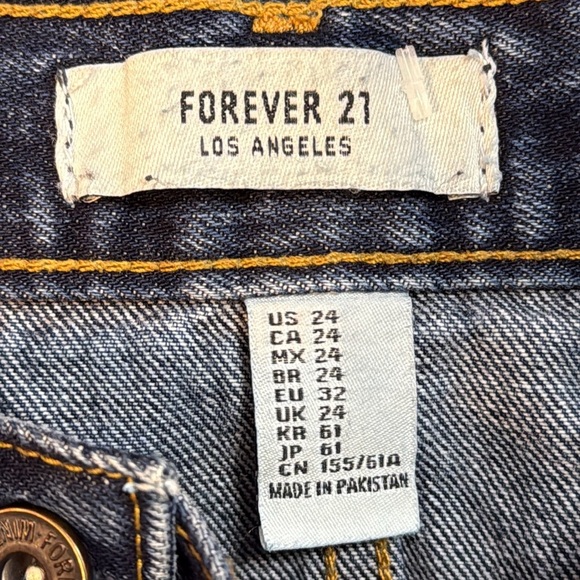 FOREVER 21
LOS ANGELES
US 24
CA 24
MX 24
BR 24
EU 32
UK 24
KR 61
JP 61
CN 155/61A
MADE IN PAKISTAN